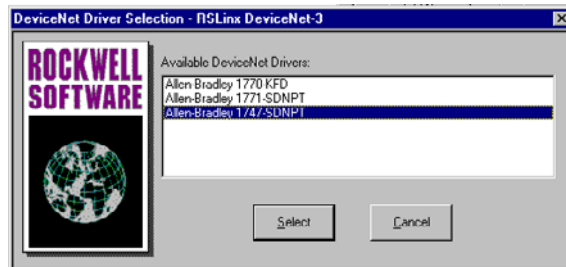 DeviceNet Driver Selection - RSLinx DeviceNet-3
ROCKWELL
SOFTWARE
Available DeviceNet Drivers:
Allen-Bradley 1770 KFD
Allen-Bradley 1771-SDNPT
Allen-Bradley 1747-SDNPT
Select
Cancel